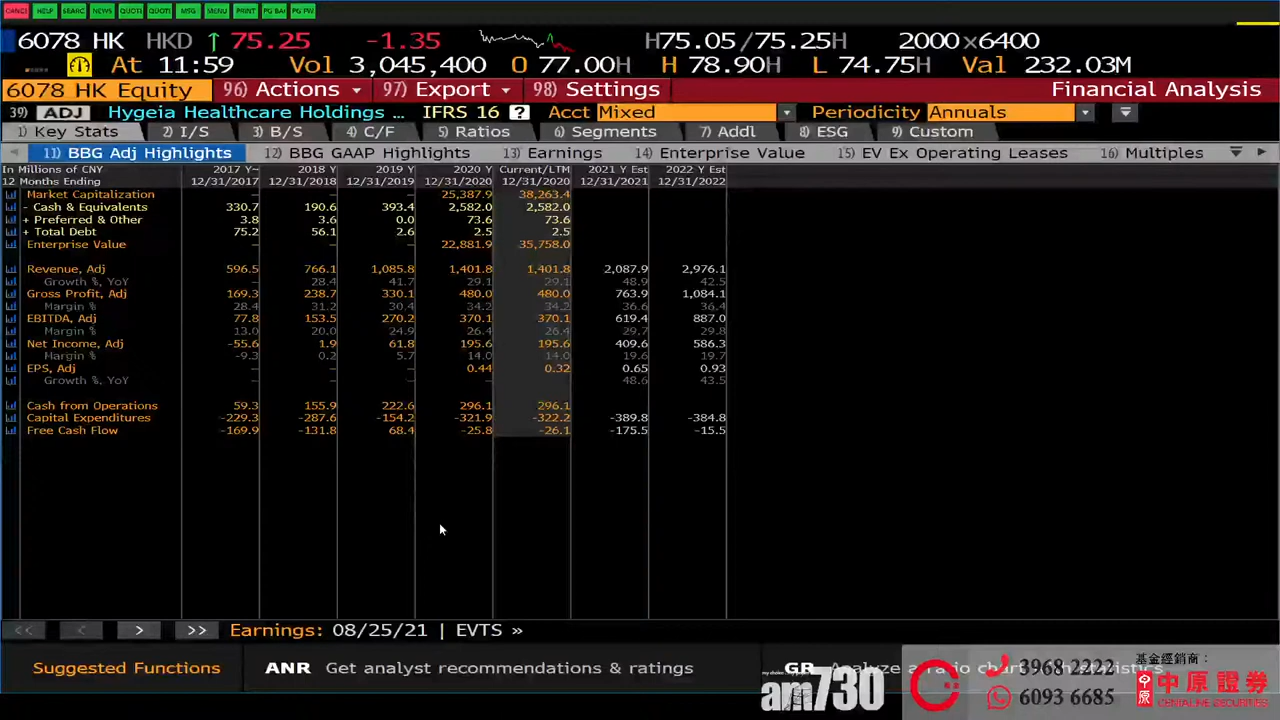 CANCL HELP SEARC NEWS QUOTE QUOTE MSG MENU PRINT PG BA PG FW
6078 HK HKD ↑ 75.25 -1.35 H75.05/75.25H 2000×6400
At 11:59 Vol 3,045,400 O 77.00H H 78.90H L 74.75H Val 232.03M
6078 HK Equity 96) Actions 97) Export 98) Settings Financial Analysis
39) ADJ Hygeia Healthcare Holdings ... IFRS 16 ? Acct Mixed Periodicity Annuals
1) Key Stats 2) I/S 3) B/S 4) C/F 5) Ratios 6) Segments 7) Addl 8) ESG 9) Custom
11) BBG Adj Highlights 12) BBG GAAP Highlights 13) Earnings 14) Enterprise Value 15) EV Ex Operating Leases 16) Multiples
In Millions of CNY 2017 Y 2018 Y 2019 Y 2020 Y Current/LTM 2021 Y Est 2022 Y Est
12 Months Ending 12/31/2017 12/31/2018 12/31/2019 12/31/2020 12/31/2020 12/31/2021 12/31/2022
Market Capitalization – – – 25,387.9 38,263.4
- Cash & Equivalents 330.7 190.6 393.4 2,582.0 2,582.0
+ Preferred & Other 3.8 3.6 0.0 73.6 73.6
+ Total Debt 75.2 56.1 2.6 2.5 2.5
Enterprise Value – – – 22,881.9 35,758.0
Revenue, Adj 596.5 766.1 1,085.8 1,401.8 1,401.8 2,087.9 2,976.1
Growth %, YoY – 28.4 41.7 29.1 29.1 48.9 42.5
Gross Profit, Adj 169.3 238.7 330.1 480.0 480.0 763.9 1,084.1
Margin % 28.4 31.2 30.4 34.2 34.2 36.6 36.4
EBITDA, Adj 77.8 153.5 270.2 370.1 370.1 619.4 887.0
Margin % 13.0 20.0 24.9 26.4 26.4 29.7 29.8
Net Income, Adj -55.6 1.9 61.8 195.6 195.6 409.6 586.3
Margin % -9.3 0.2 5.7 14.0 14.0 19.6 19.7
EPS, Adj – – – 0.44 0.32 0.65 0.93
Growth %, YoY – – – – 48.6 43.5
Cash from Operations 59.3 155.9 222.6 296.1 296.1
Capital Expenditures -229.3 -287.6 -154.2 -321.9 -322.2 -389.8 -384.8
Free Cash Flow -169.9 -131.8 68.4 -25.8 -26.1 -175.5 -15.5
<< < > >> Earnings: 08/25/21 | EVTS »
Suggested Functions ANR Get analyst recommendations & ratings GR
am730
3968 2222
6093 6685
基金經銷商：
中原證券
CENTALINE SECURITIES